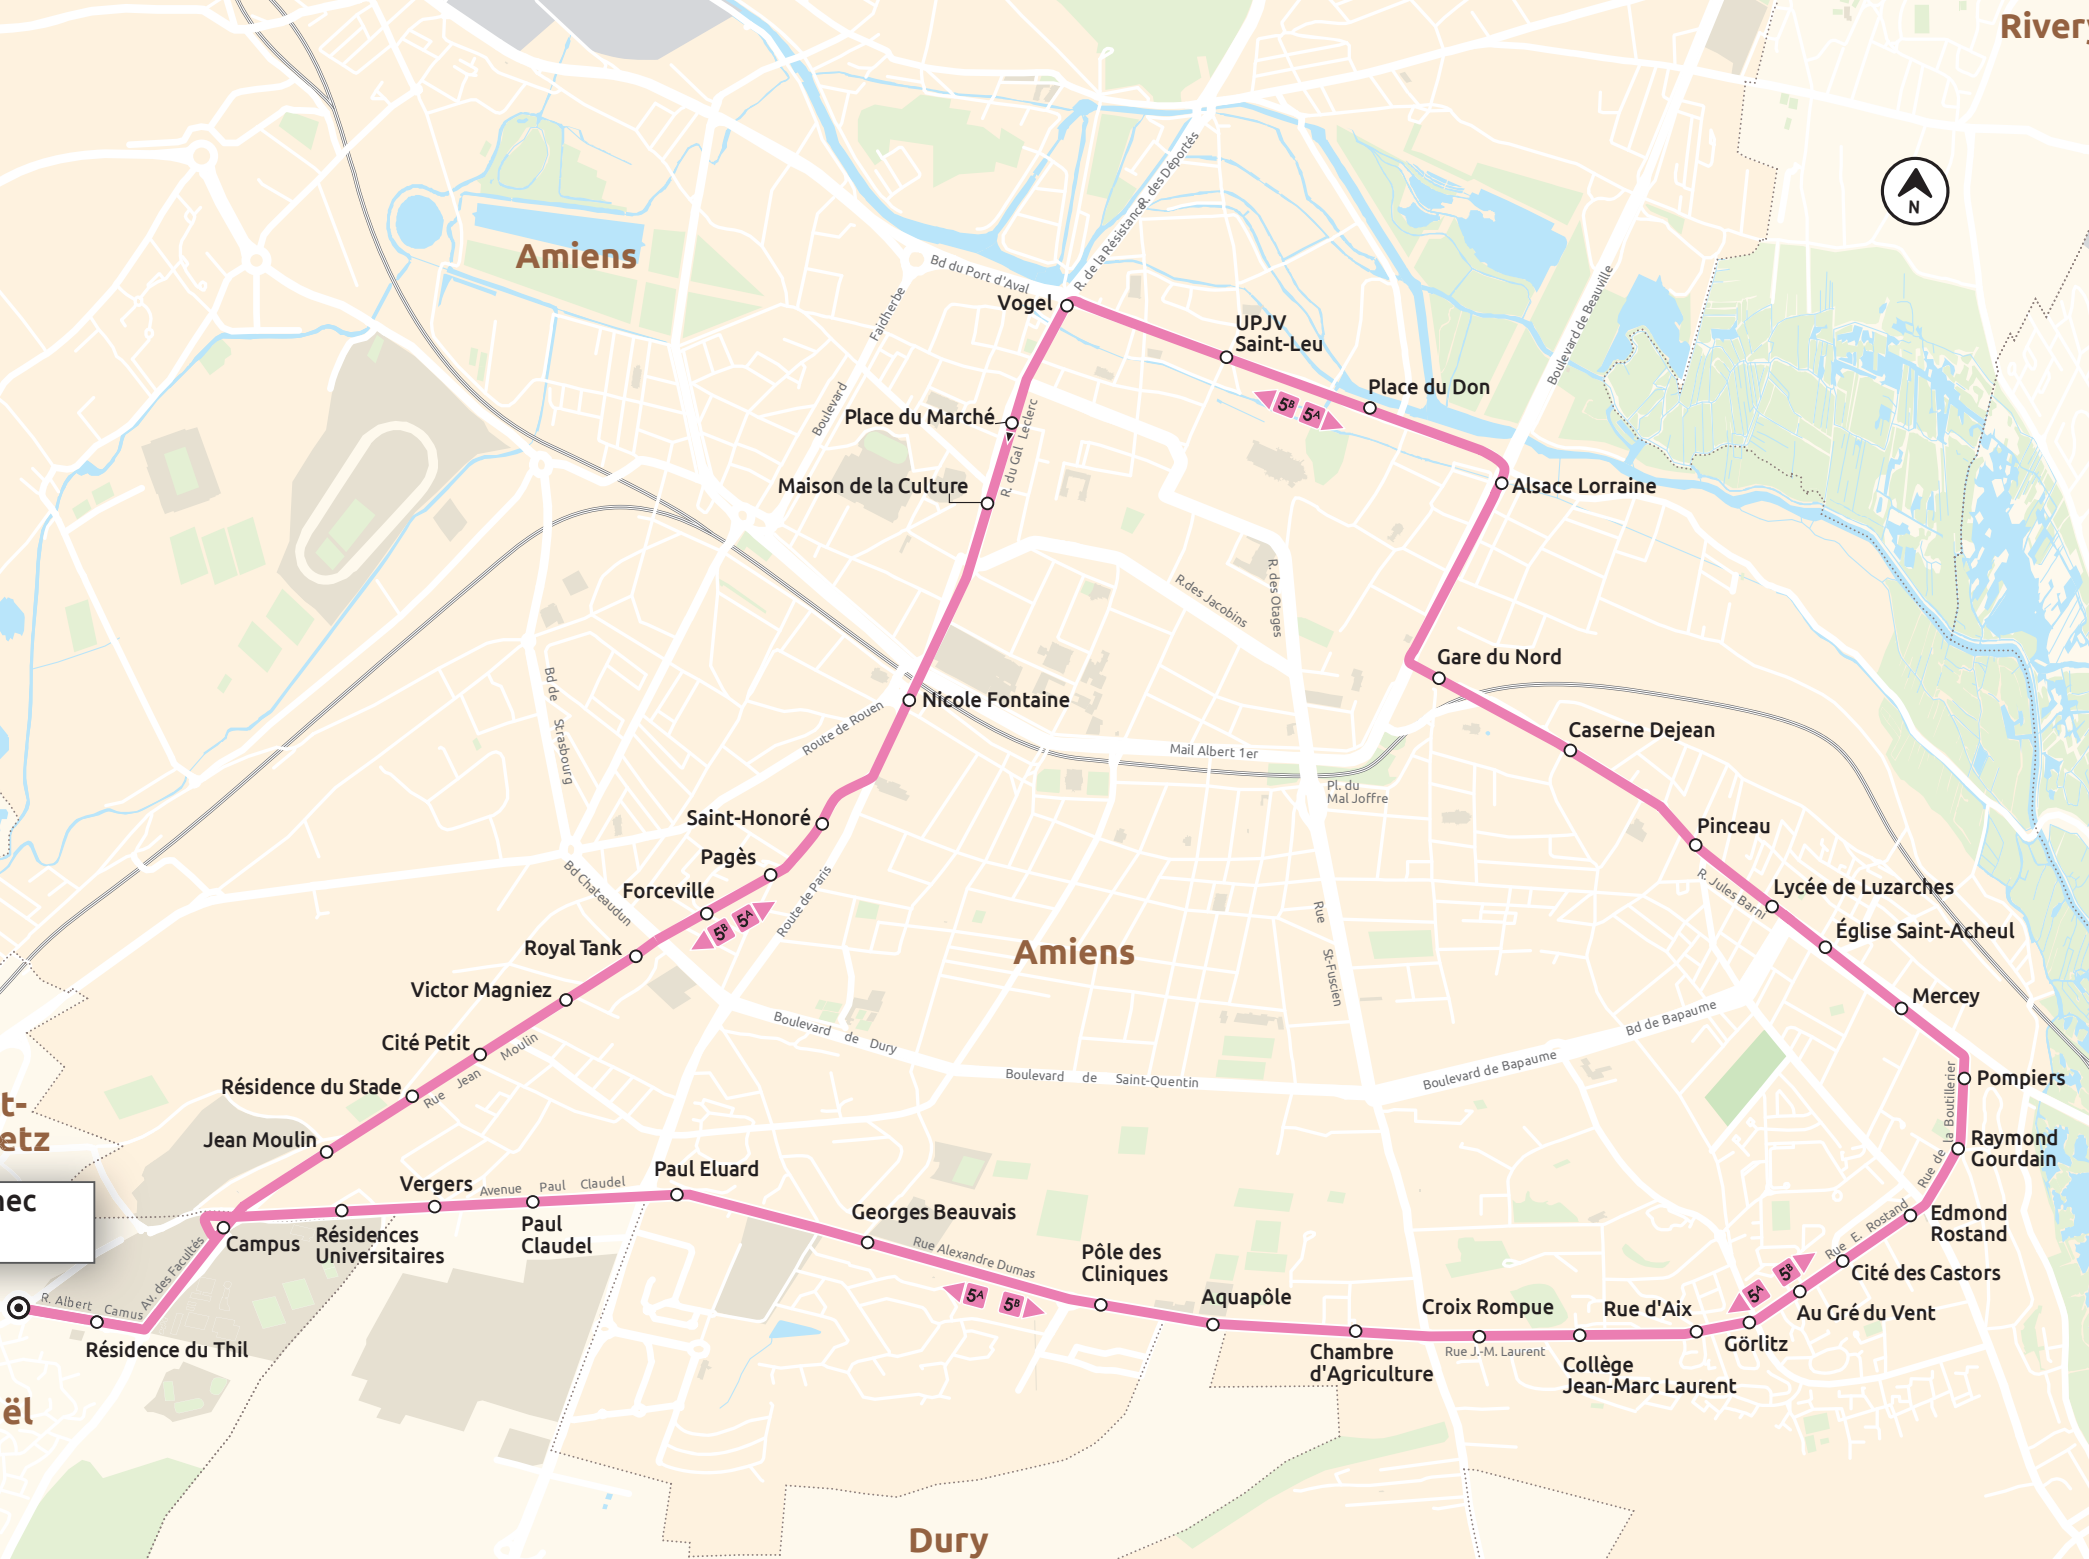 Rivery
N
Amiens
R. des Déportés
R. de la Résistance
Bd du Port d'Aval
Vogel
Faidherbe
Boulevard
UPJV
Saint-Leu
Boulevard de Beauville
Place du Don
5B 5A
Place du Marché
R. du Gal Leclerc
Maison de la Culture
Alsace Lorraine
R. des Jacobins
R. des Otages
Gare du Nord
Nicole Fontaine
Bd de Strasbourg
Route de Rouen
Mail Albert 1er
Caserne Dejean
Pl. du
Mal Joffre
Saint-Honoré
Pinceau
Pagès
Forceville
Bd Chateaudun
Route de Paris
5B 5A
R. Jules Barni
Lycée de Luzarches
Église Saint-Acheul
Rue St-Fuscien
Royal Tank
Amiens
Victor Magniez
Mercey
Boulevard de Dury
Bd de Bapaume
Cité Petit
Rue Jean Moulin
Boulevard de Saint-Quentin
Boulevard de Bapaume
Pompiers
Résidence du Stade
t-
etz
Jean Moulin
Rue de la Boutillerier
Raymond
Gourdain
Paul Eluard
Vergers
Avenue Paul Claudel
nec
Georges Beauvais
Edmond
Rostand
Campus
Résidences
Universitaires
Paul
Claudel
Rue Alexandre Dumas
Pôle des
Cliniques
Rue E. Rostand
Av. des Facultés
5A 5B
Cité des Castors
5A 5B
Aquapôle
R. Albert Camus
Croix Rompue
Rue d'Aix
Au Gré du Vent
Résidence du Thil
Görlitz
Chambre
d'Agriculture
Rue J.-M. Laurent
Collège
Jean-Marc Laurent
ël
Dury